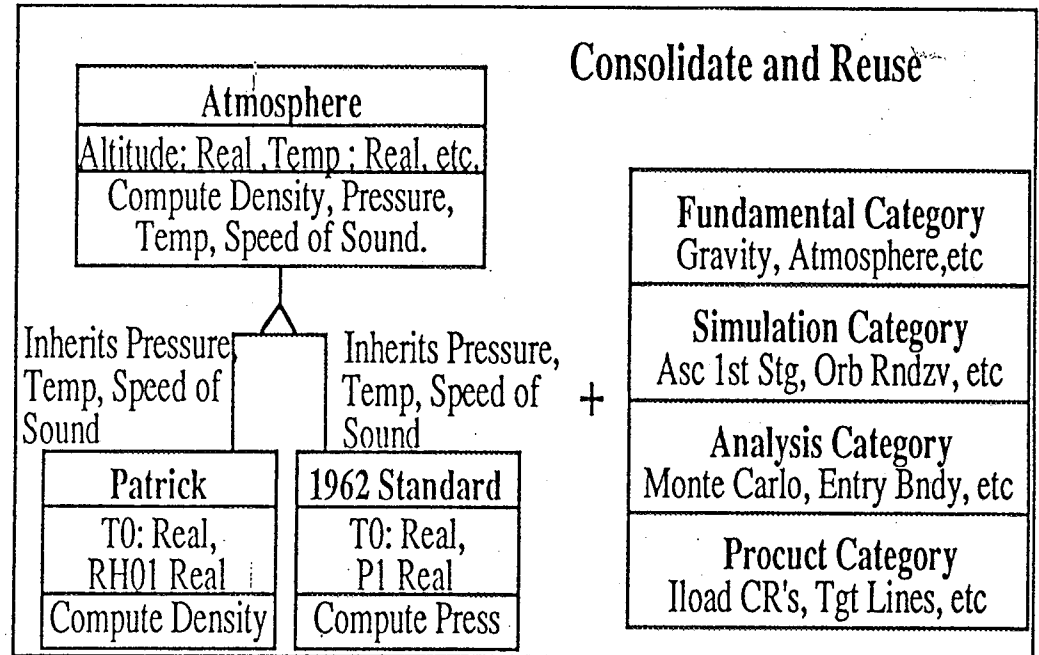 Consolidate and Reuse
Atmosphere
Altitude: Real ,Temp : Real, etc.
Compute Density, Pressure,
Temp, Speed of Sound.
Inherits Pressure,
Temp, Speed of
Sound
Inherits Pressure,
Temp, Speed of
Sound
Patrick
T0: Real,
RHO1 Real
Compute Density
1962 Standard
T0: Real,
P1 Real
Compute Press
+
Fundamental Category
Gravity, Atmosphere,etc
Simulation Category
Asc 1st Stg, Orb Rndzv, etc
Analysis Category
Monte Carlo, Entry Bndy, etc
Procuct Category
Iload CR's, Tgt Lines, etc